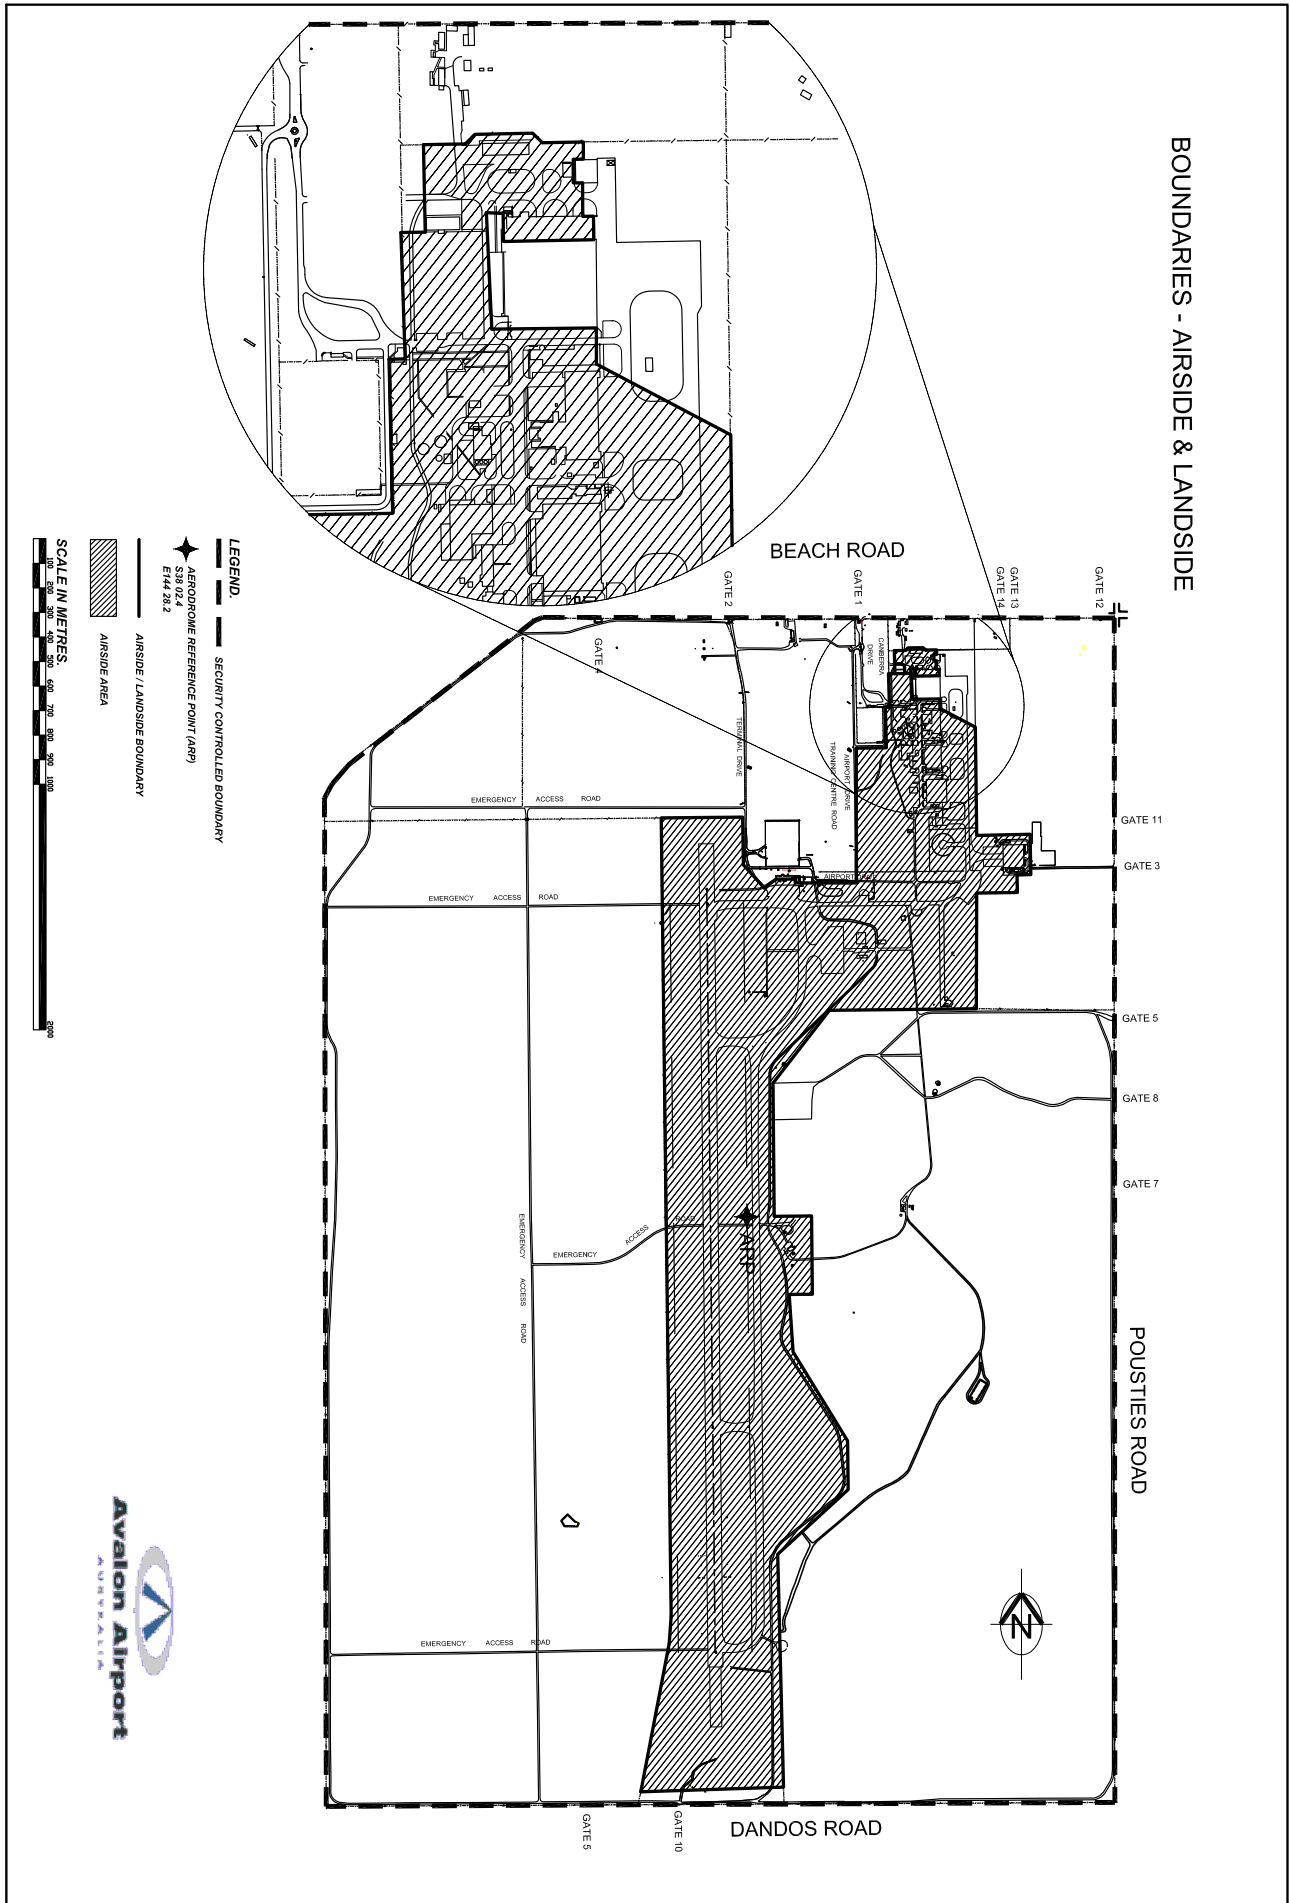 BOUNDARIES - AIRSIDE & LANDSIDE
BEACH ROAD
GATE 2
GATE 1
GATE 14
GATE 13
GATE 12
GATE 4
CANBERRA
DRIVE
TERMINAL DRIVE
AIRPORT DRIVE
TRAINING CENTRE ROAD
EMERGENCY ACCESS ROAD
GATE 11
GATE 3
EMERGENCY ACCESS ROAD
GATE 5
GATE 8
GATE 7
POUSTIES ROAD
ARP
EMERGENCY ACCESS
EMERGENCY ACCESS ROAD
EMERGENCY ACCESS ROAD
N
GATE 5
GATE 10
DANDOS ROAD
LEGEND.
SECURITY CONTROLLED BOUNDARY
AERODROME REFERENCE POINT (ARP)
S38 02.4
E144 28.2
AIRSIDE / LANDSIDE BOUNDARY
AIRSIDE AREA
SCALE IN METRES.
100 200 300 400 500 600 700 800 900 1000 2000
Avalon Airport
AUSTRALIA